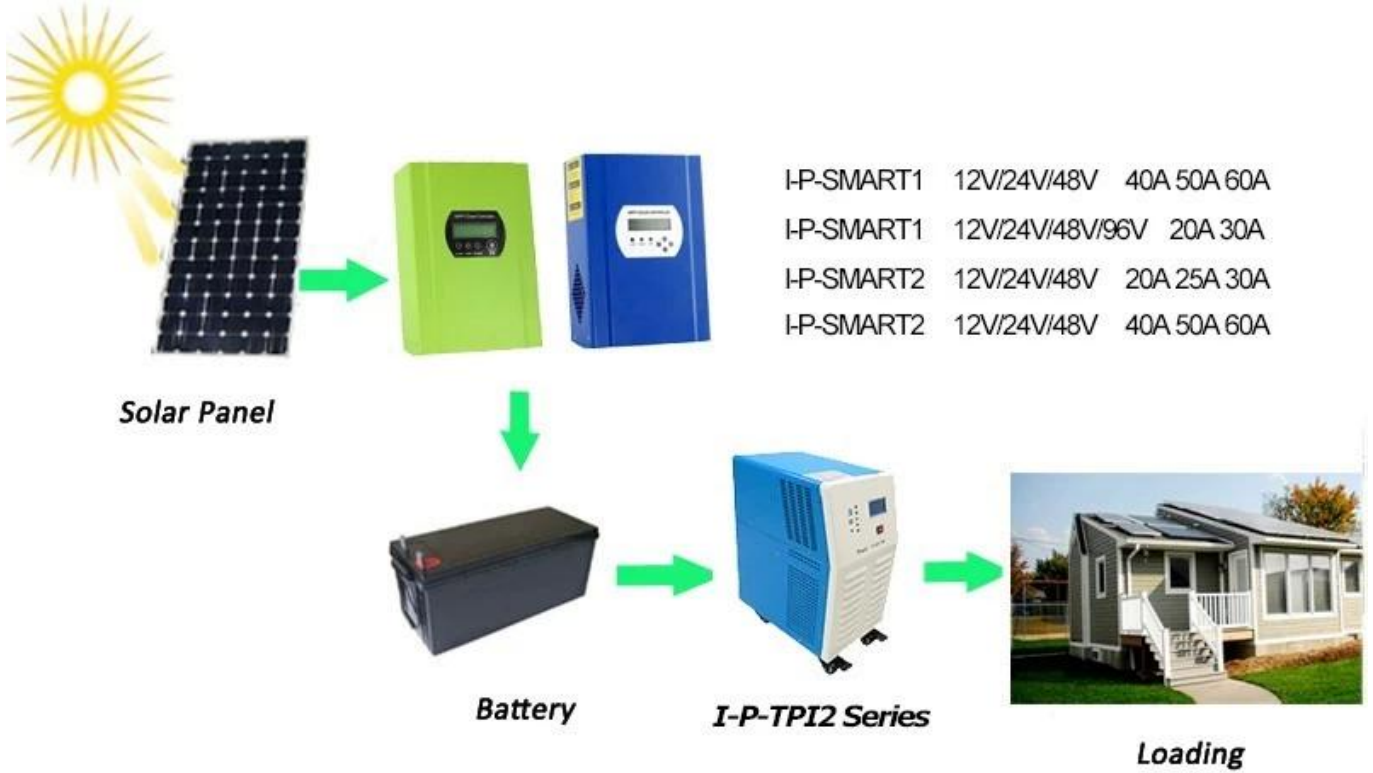 I-P-SMART1 12V/24V/48V 40A 50A 60A
I-P-SMART1 12V/24V/48V/96V 20A 30A
I-P-SMART2 12V/24V/48V 20A 25A 30A
I-P-SMART2 12V/24V/48V 40A 50A 60A
Solar Panel
Battery
I-P-TPI2 Series
Loading